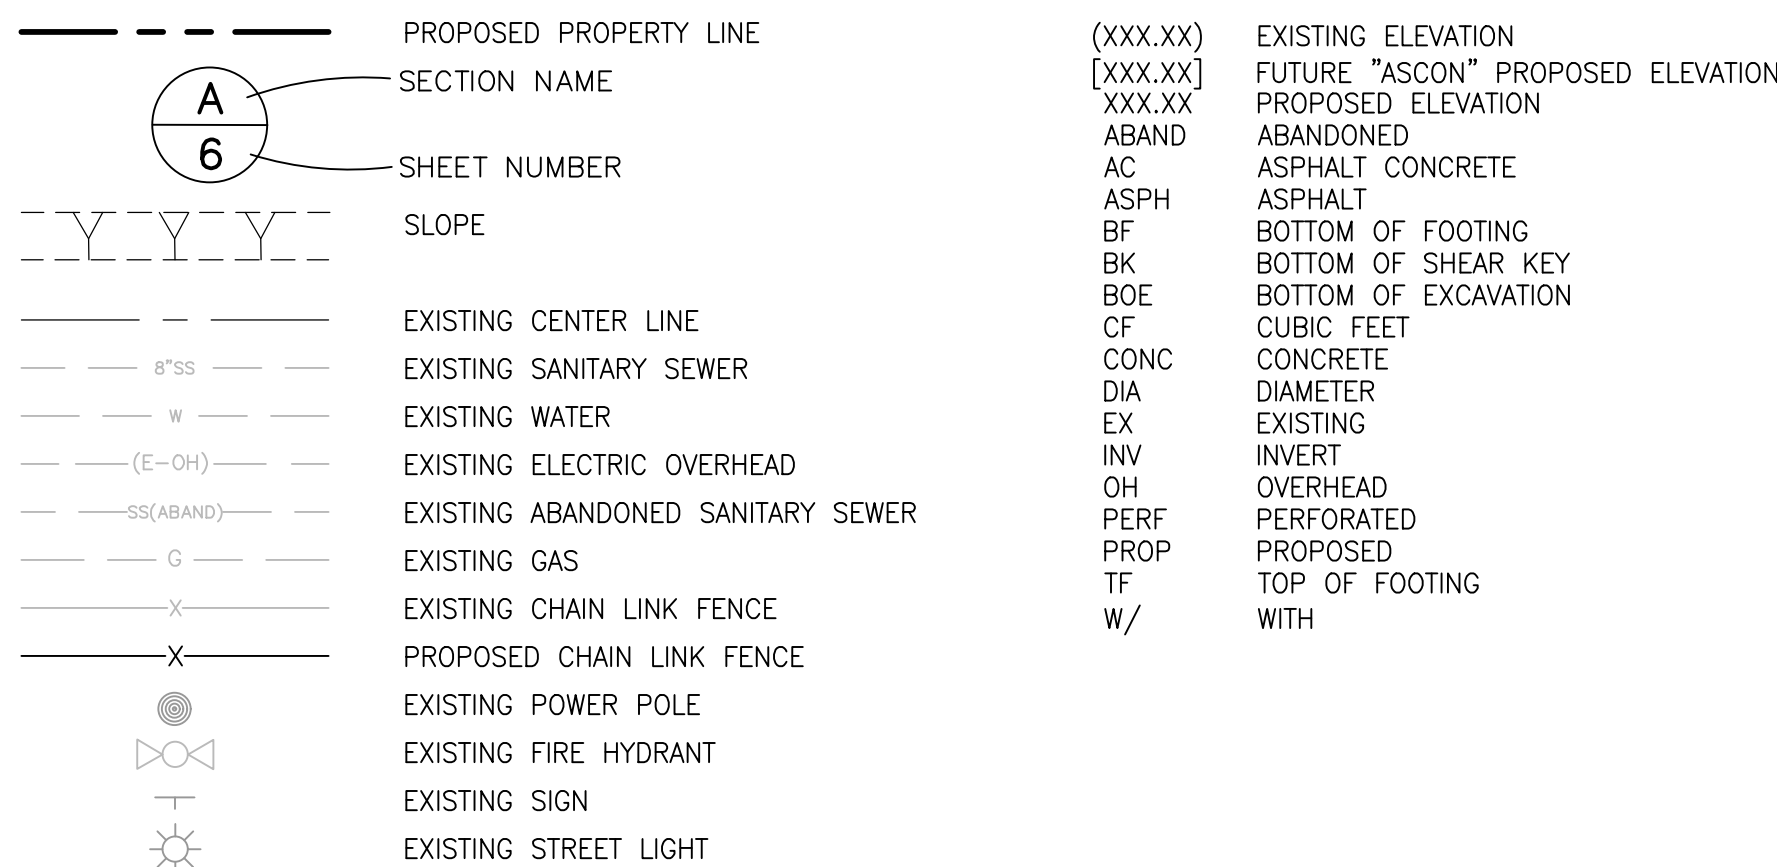 PROPOSED PROPERTY LINE
A
SECTION NAME
6
SHEET NUMBER
SLOPE
EXISTING CENTER LINE
8"SS EXISTING SANITARY SEWER
W EXISTING WATER
(E-OH) EXISTING ELECTRIC OVERHEAD
SS(ABAND) EXISTING ABANDONED SANITARY SEWER
G EXISTING GAS
X EXISTING CHAIN LINK FENCE
X PROPOSED CHAIN LINK FENCE
EXISTING POWER POLE
EXISTING FIRE HYDRANT
EXISTING SIGN
EXISTING STREET LIGHT
(XXX.XX) EXISTING ELEVATION
[XXX.XX] FUTURE "ASCON" PROPOSED ELEVATION
XXX.XX PROPOSED ELEVATION
ABAND ABANDONED
AC ASPHALT CONCRETE
ASPH ASPHALT
BF BOTTOM OF FOOTING
BK BOTTOM OF SHEAR KEY
BOE BOTTOM OF EXCAVATION
CF CUBIC FEET
CONC CONCRETE
DIA DIAMETER
EX EXISTING
INV INVERT
OH OVERHEAD
PERF PERFORATED
PROP PROPOSED
TF TOP OF FOOTING
W/ WITH